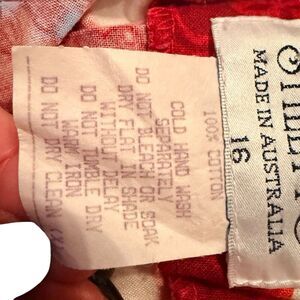 100% COTTON
COLD HAND WASH
SEPARATELY
DO NOT BLEACH OR SOAK
DRY FLAT IN SHADE
WITHOUT DELAY
DO NOT TUMBLE DRY
WARM IRON
DO NOT DRY CLEAN
MADE IN AUSTRALIA
16